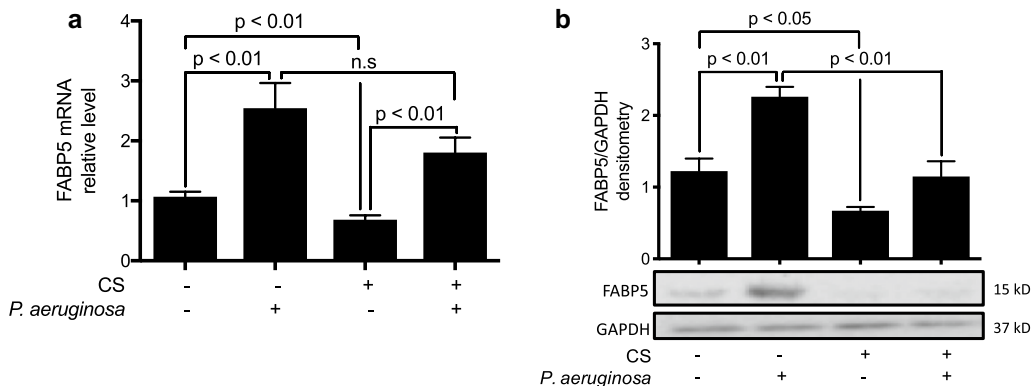 a
p < 0.01
p < 0.01
n.s
p < 0.01
FABP5 mRNA
relative level
4
3
2
1
0
CS - - + +
P. aeruginosa - + - +
b
p < 0.05
p < 0.01
p < 0.01
FABP5/GAPDH
densitometry
3
2
1
0
FABP5 15 kD
GAPDH 37 kD
CS - - + +
P. aeruginosa - + - +